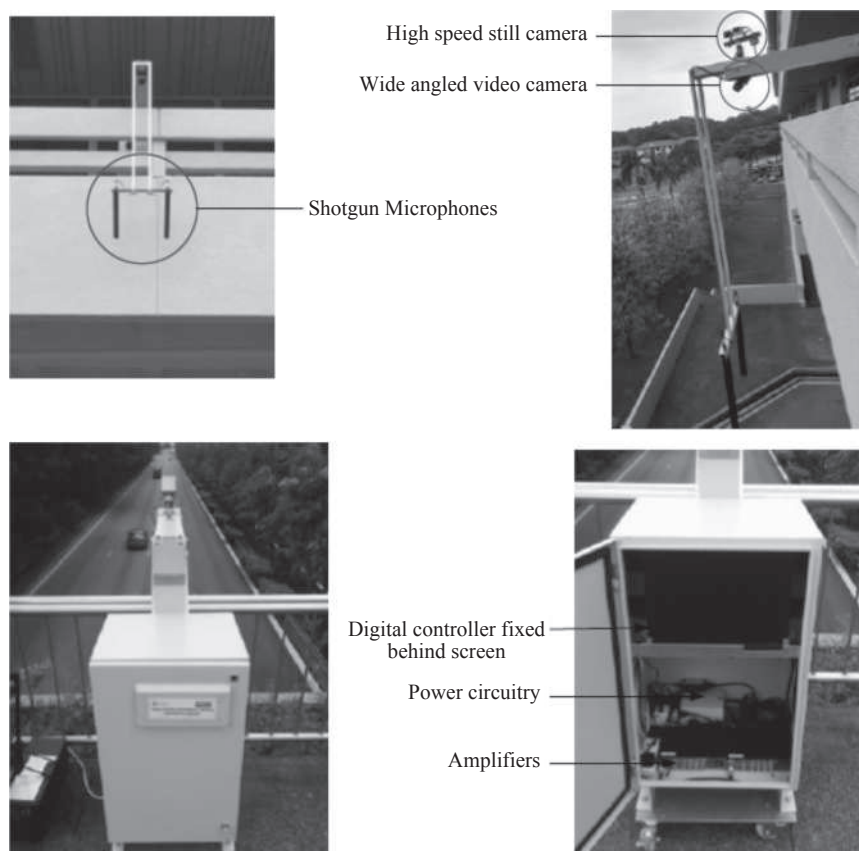 High speed still camera
Wide angled video camera
Shotgun Microphones
Digital controller fixed
behind screen
Power circuitry
Amplifiers